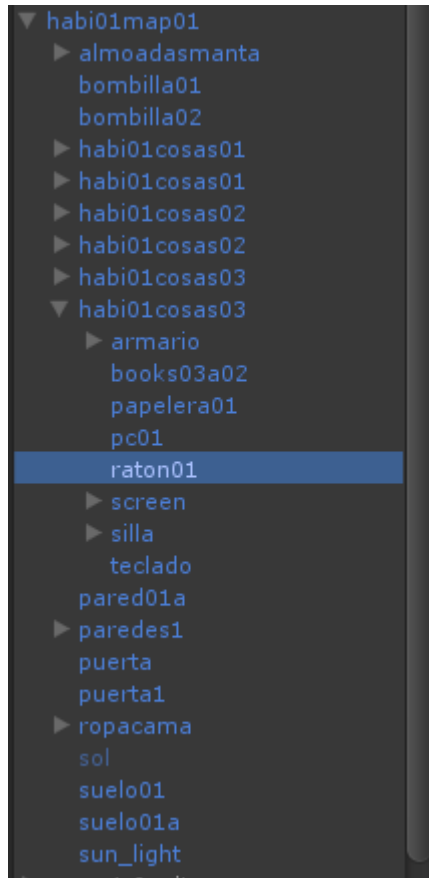 habi01map01
almoadasmanta
bombilla01
bombilla02
habi01cosas01
habi01cosas01
habi01cosas02
habi01cosas02
habi01cosas03
habi01cosas03
armario
books03a02
papelera01
pc01
raton01
screen
silla
teclado
pared01a
paredes1
puerta
puerta1
ropacama
sol
suelo01
suelo01a
sun_light